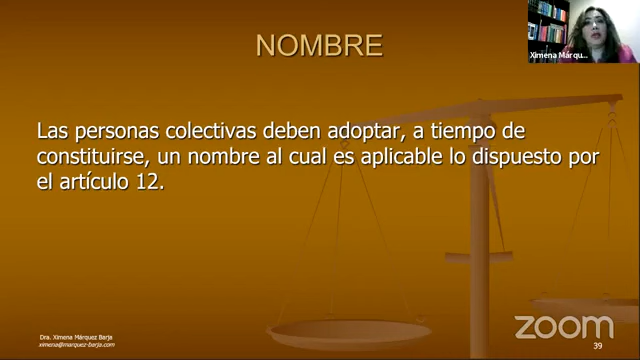 NOMBRE
Ximena Márqu...
Las personas colectivas deben adoptar, a tiempo de
constituirse, un nombre al cual es aplicable lo dispuesto por
el artículo 12.
Dra. Ximena Márquez Barja
ximena@marquez-barja.com
zoom
39